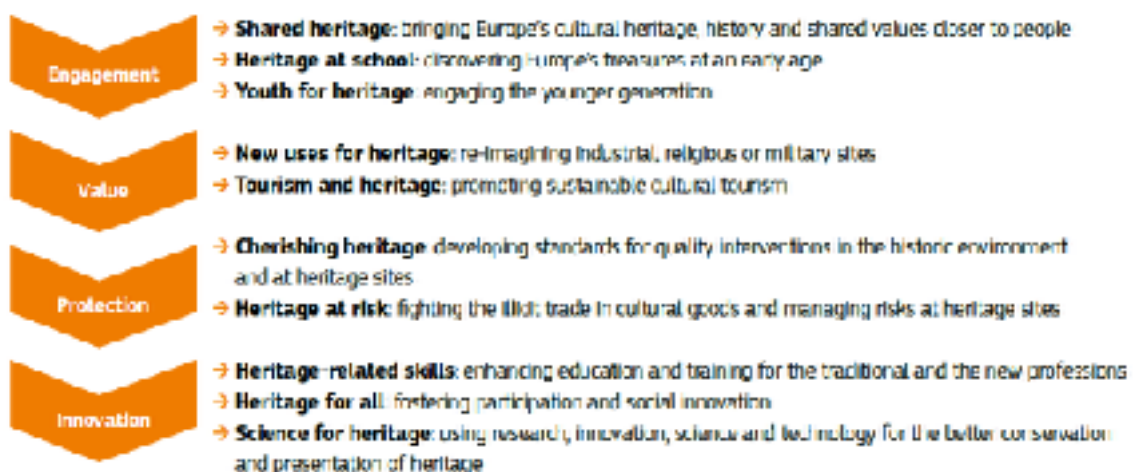 Engagement
→ Shared heritage: bringing Europe's cultural heritage, history and shared values closer to people
→ Heritage at school: discovering Europe's treasures at an early age
→ Youth for heritage: engaging the younger generation
Value
→ New uses for heritage: re-imagining industrial, religious or military sites
→ Tourism and heritage: promoting sustainable cultural tourism
Protection
→ Cherishing heritage: developing standards for quality interventions in the historic environment
and at heritage sites
→ Heritage at risk: fighting the illicit trade in cultural goods and managing risks at heritage sites
Innovation
→ Heritage-related skills: enhancing education and training for the traditional and the new professions
→ Heritage for all: fostering participation and social innovation
→ Science for heritage: using research, innovation, science and technology for the better conservation
and presentation of heritage